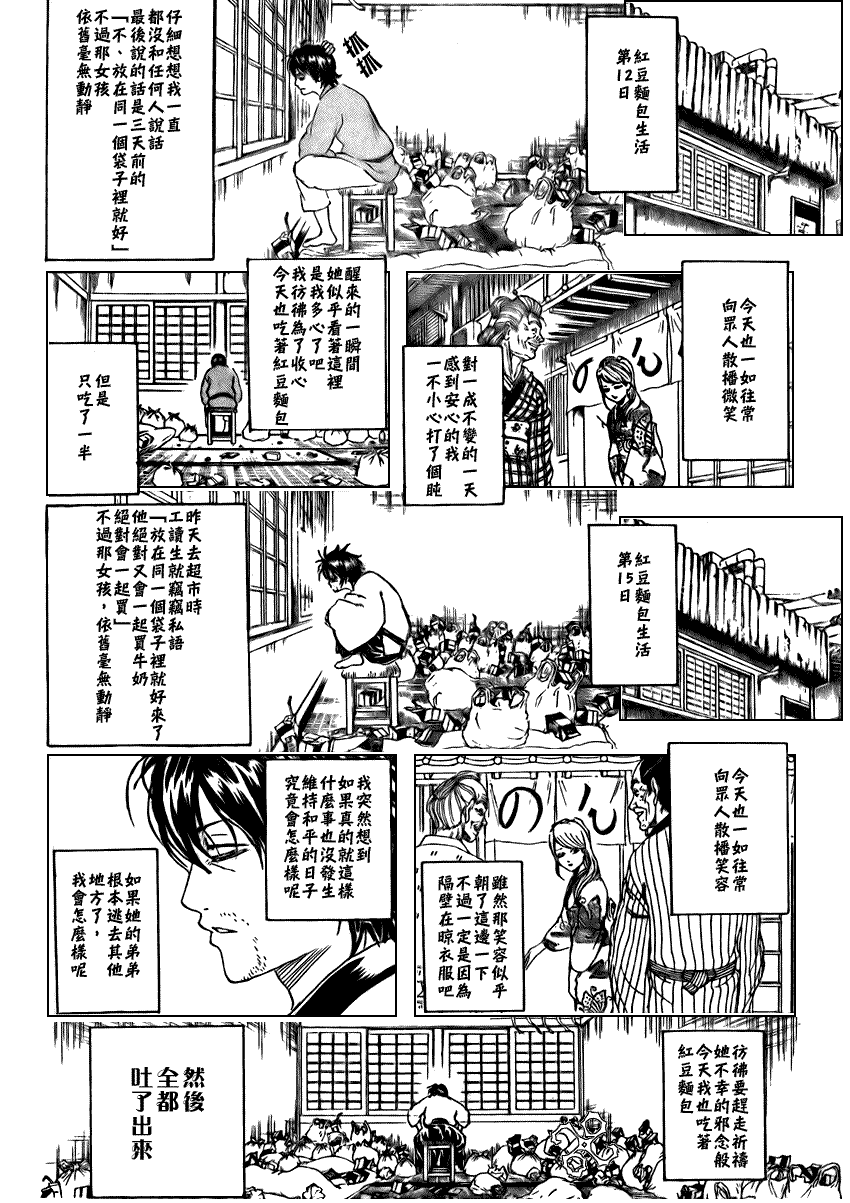 紅豆麵包生活
第12日
抓
抓
仔細想想我一直
都沒和任何人說話
最後說的話是三天前的
「不、放在同一個袋子裡就好」
不過那女孩
依舊毫無動靜
今天也一如往常
向眾人散播微笑
のん
對一成不變的一天
感到安心的我
一不小心打了個盹
醒來的一瞬間
她似乎看著這裡
是我多心了吧
我彷彿為了收心
今天也吃著紅豆麵包
但是
只吃了一半
紅豆麵包生活
第15日
昨天去超市時
工讀生就竊竊私語
「放在同一個袋子裡就好來了
他絕對又會一起買牛奶
絕對會一起買」
不過那女孩，依舊毫無動靜
今天也一如往常
向眾人散播笑容
のん
雖然那笑容似乎
朝了這邊一下
不過一定是因為
隔壁在晾衣服吧
我突然想到
如果真的就這樣
什麼事也沒發生
維持和平的日子
究竟會怎麼樣呢
如果她的弟弟
根本逃去其他
地方了，
我會怎麼樣呢
彷彿要趕走祈禱
她不幸的邪念般
今天我也吃著
紅豆麵包
然後
全都
吐了出來